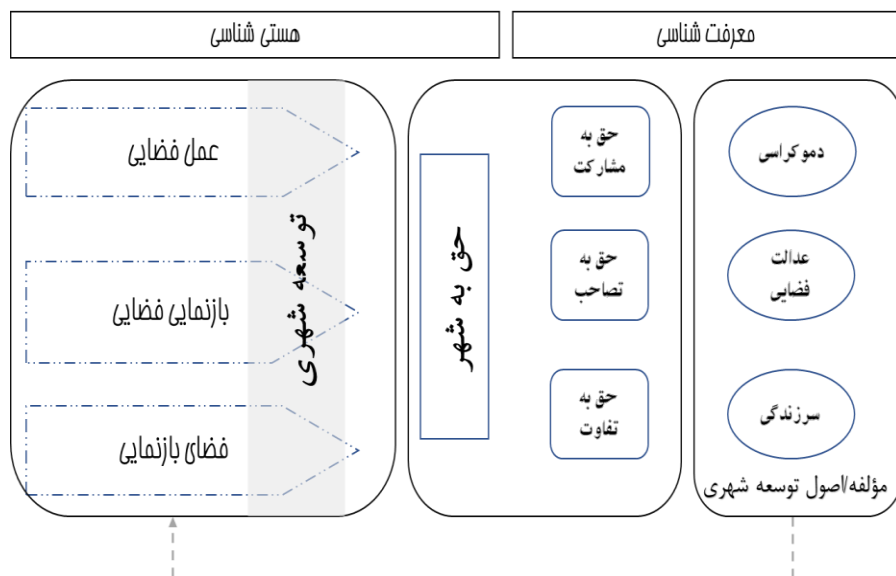 معرفت شناسی
هستی شناسی
دموکراسی
عدالت
فضایی
سرزندگی
مؤلفه/اصول توسعه شهری
حق به
مشارکت
حق به
تصاحب
حق به
تفاوت
حق به شهر
توسعه شهری
عمل فضایی
بازنمایی فضایی
فضای بازنمایی